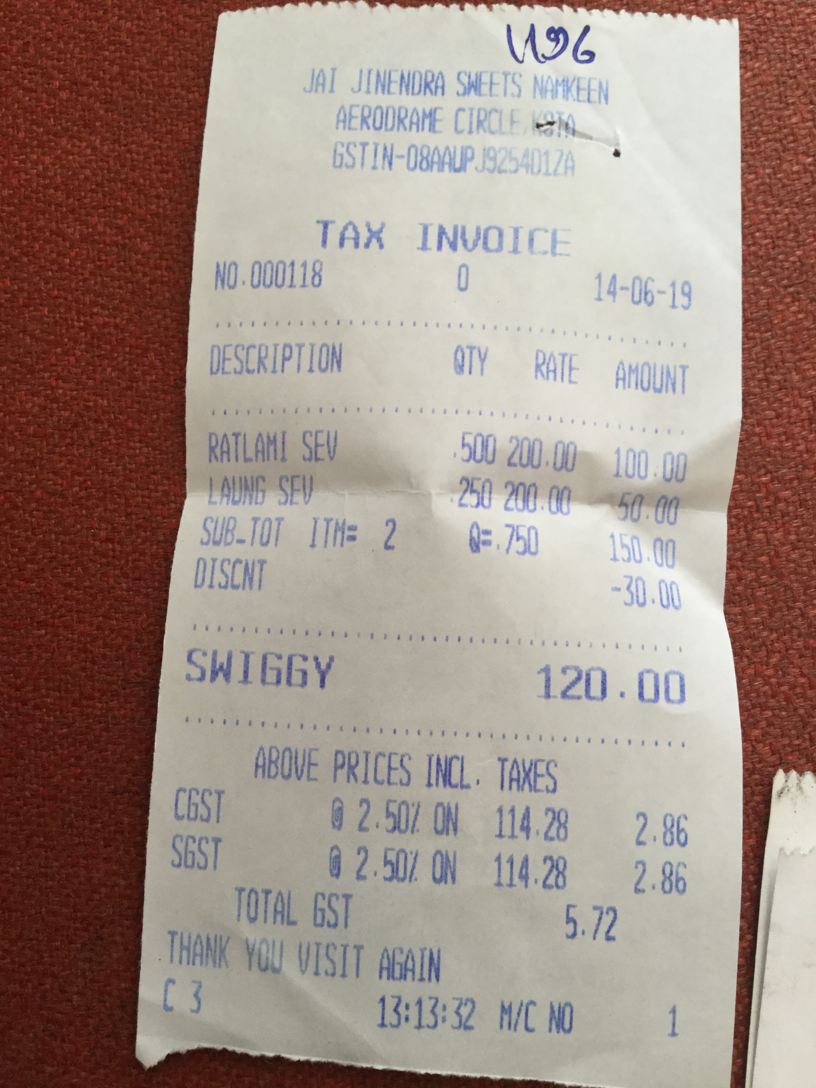 JAI JINENDRA SWEETS NAMKEEN
AERODRAME CIRCLE KOTA
GSTIN-08AAUPJ9254D1ZA
TAX INVOICE
NO.000118 0 14-06-19
DESCRIPTION QTY RATE AMOUNT
RATLAMI SEV .500 200.00 100.00
LAUNG SEV .250 200.00 50.00
SUB-TOT ITM= 2 Q=.750 150.00
DISCNT -30.00
SWIGGY 120.00
ABOVE PRICES INCL. TAXES
CGST @ 2.50% ON 114.28 2.86
SGST @ 2.50% ON 114.28 2.86
TOTAL GST 5.72
THANK YOU VISIT AGAIN
C 3 13:13:32 M/C NO 1